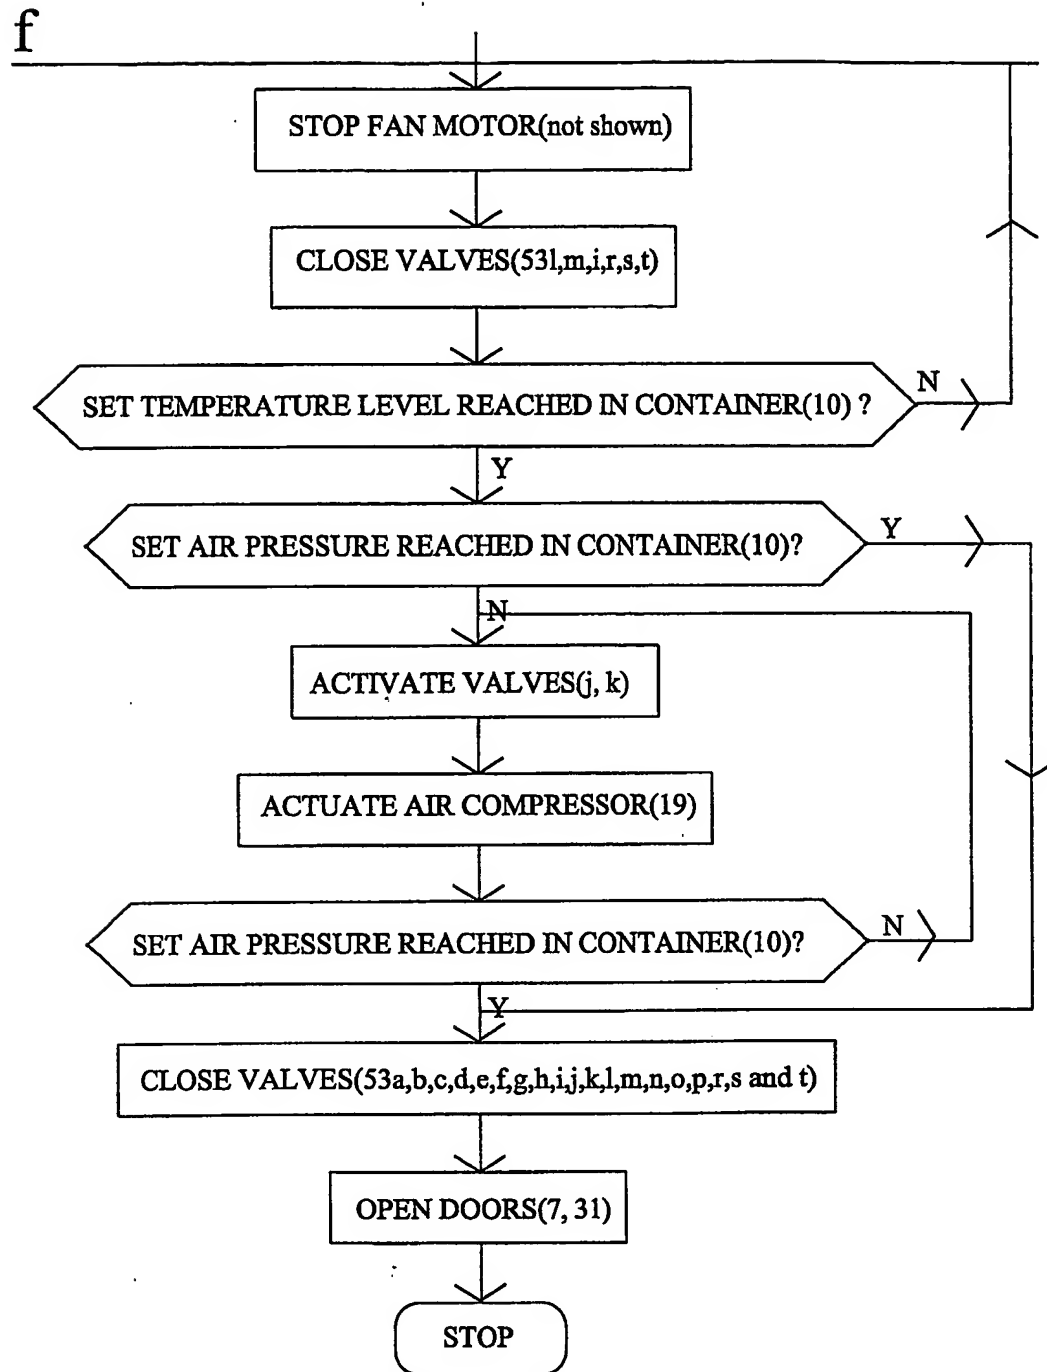 f
STOP FAN MOTOR(not shown)
CLOSE VALVES(53l,m,i,r,s,t)
SET TEMPERATURE LEVEL REACHED IN CONTAINER(10) ?
N
Y
SET AIR PRESSURE REACHED IN CONTAINER(10)?
Y
N
ACTIVATE VALVES(j, k)
ACTUATE AIR COMPRESSOR(19)
SET AIR PRESSURE REACHED IN CONTAINER(10)?
N
Y
CLOSE VALVES(53a,b,c,d,e,f,g,h,i,j,k,l,m,n,o,p,r,s and t)
OPEN DOORS(7, 31)
STOP